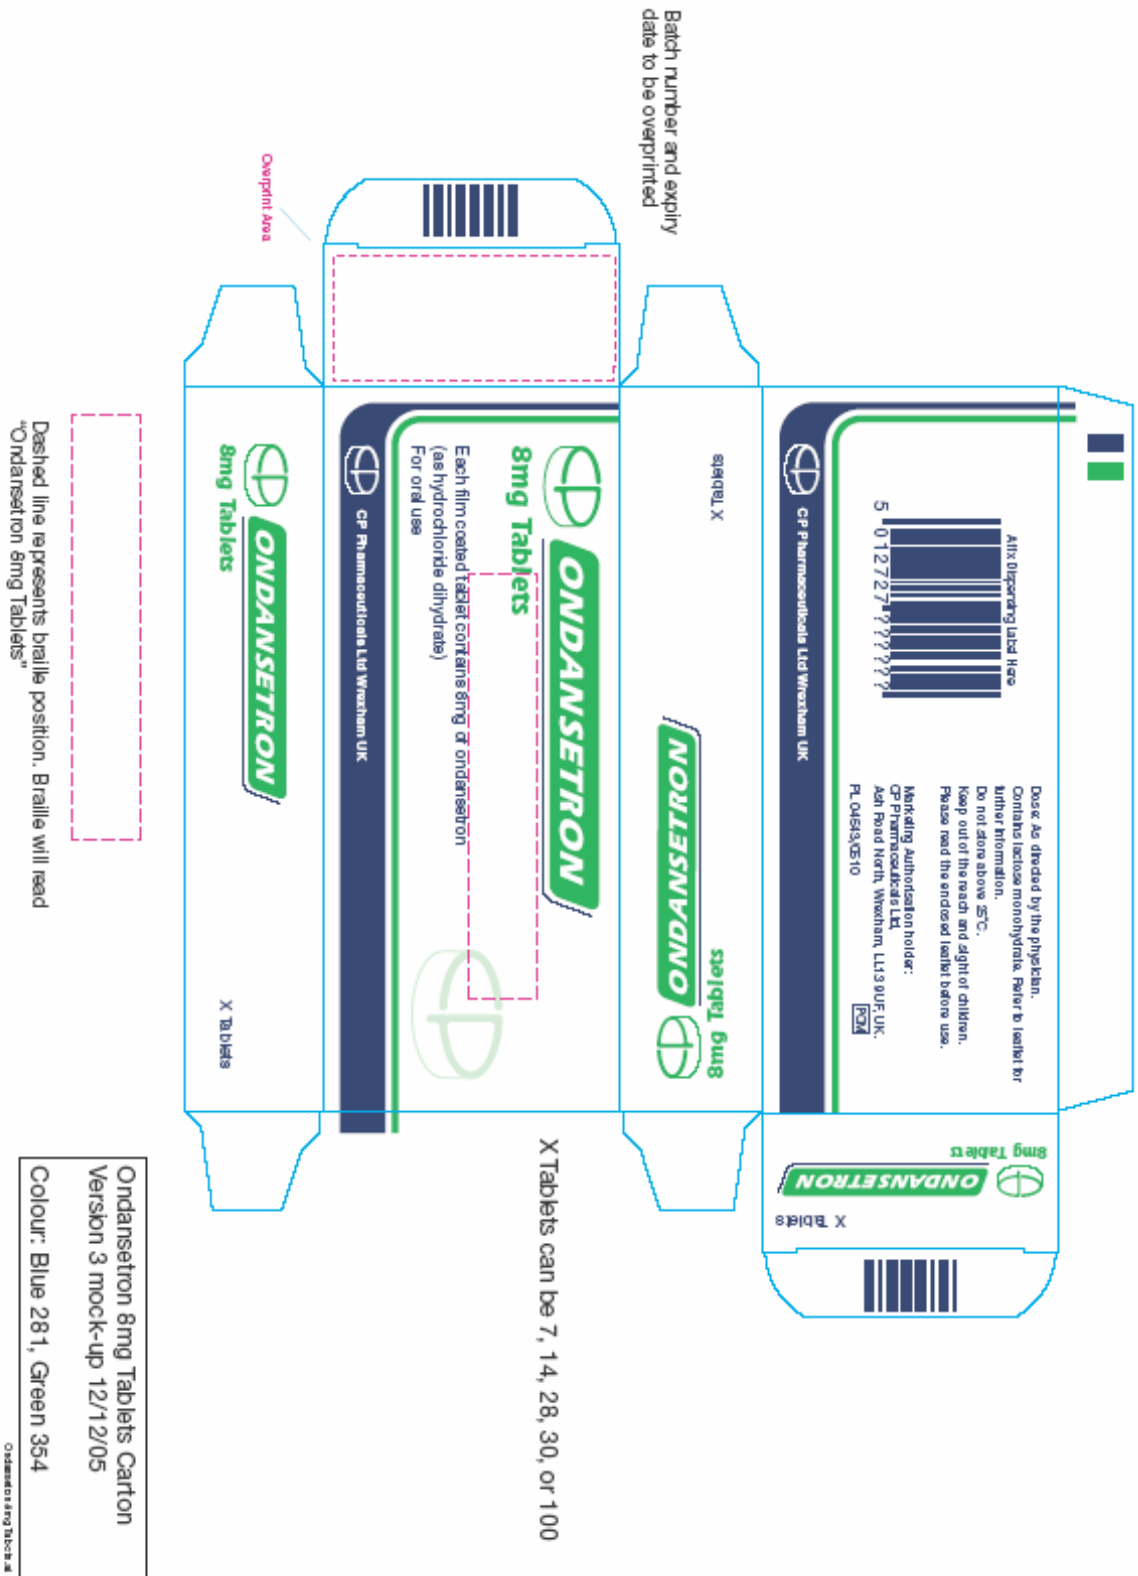 Batch number and expiry
date to be overprinted
Overprint Area
Affix Dispensing Label Here
5 012727 ??????
Dose: As directed by the physician.
Contains lactose monohydrate. Refer to leaflet for
further information.
Do not store above 25°C.
Keep out of the reach and sight of children.
Please read the enclosed leaflet before use.
Marketing Authorisation holder:
CP Pharmaceuticals Ltd,
Ash Road North, Wrexham, LL13 9UF, UK.
PL 04543/0510
PCM
CP Pharmaceuticals Ltd Wrexham UK
8mg Tablets
ONDANSETRON
X Tablets
X Tablets
ONDANSETRON
8mg Tablets
ONDANSETRON
8mg Tablets
Each film coated tablet contains 8mg of ondansetron
(as hydrochloride dihydrate)
For oral use
CP Pharmaceuticals Ltd Wrexham UK
ONDANSETRON
8mg Tablets
X Tablets
X Tablets can be 7, 14, 28, 30, or 100
Dashed line represents braille position. Braille will read
"Ondansetron 8mg Tablets"
Ondansetron 8mg Tablets Carton
Version 3 mock-up 12/12/05
Colour: Blue 281, Green 354
Ondansetron 8mg Tablets.ai